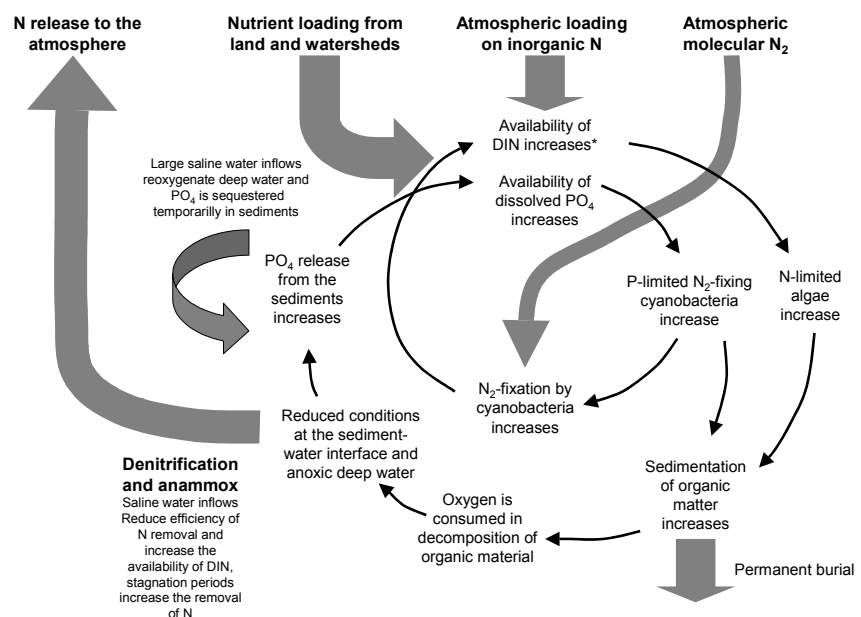 N release to the
atmosphere
Nutrient loading from
land and watersheds
Atmospheric loading
on inorganic N
Atmospheric
molecular N₂
Availability of
DIN increases*
Large saline water inflows
reoxygenate deep water and
PO₄ is sequestered
temporarilly in sediments
Availability of
dissolved PO₄
increases
PO₄ release
from the
sediments
increases
P-limited N₂-fixing
cyanobacteria
increase
N-limited
algae
increase
N₂-fixation by
cyanobacteria
increases
Reduced conditions
at the sediment-
water interface and
anoxic deep water
Denitrification
and anammox
Saline water inflows
Reduce efficiency of
N removal and
increase the
availability of DIN,
stagnation periods
increase the removal
of N
Oxygen is
consumed in
decomposition of
organic material
Sedimentation
of organic
matter
increases
Permanent burial